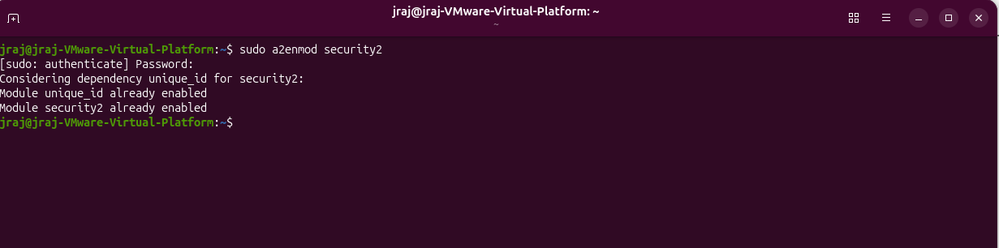 jraj@jraj-VMware-Virtual-Platform: ~
~
jraj@jraj-VMware-Virtual-Platform:~$ sudo a2enmod security2
[sudo: authenticate] Password:
Considering dependency unique_id for security2:
Module unique_id already enabled
Module security2 already enabled
jraj@jraj-VMware-Virtual-Platform:~$